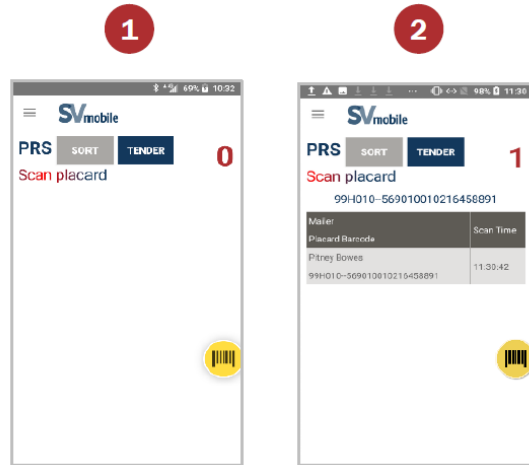 1
69% 10:32
SVmobile
PRS SORT TENDER 0
Scan placard
2
98% 11:30
SVmobile
PRS SORT TENDER 1
Scan placard
99H010--569010010216458891
Mailer
Placard Barcode
Scan Time
Pitney Bowes
99H010--569010010216458891
11:30:42